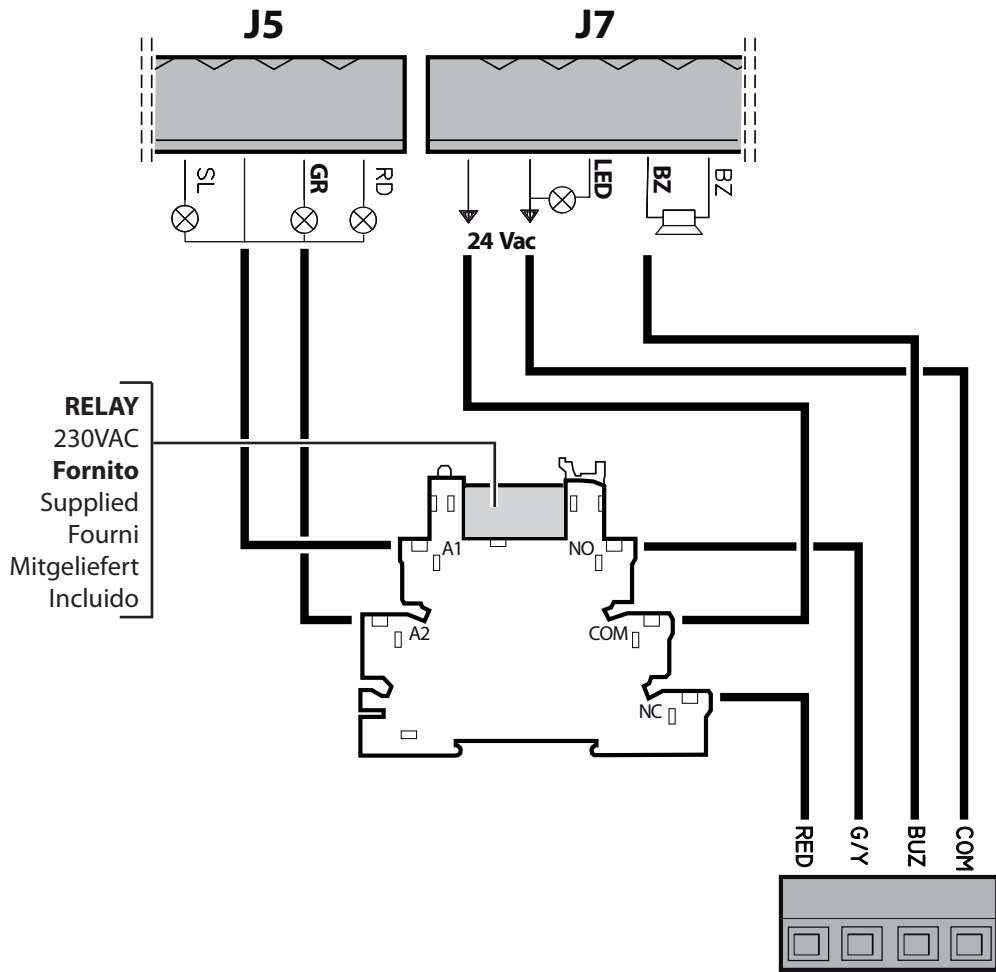 J5
J7
SL
GR
RD
LED
BZ
BZ
24 Vac
RELAY
230VAC
Fornito
Supplied
Fourni
Mitgeliefert
Incluido
A1
NO
A2
COM
NC
RED
G/Y
BUZ
COM